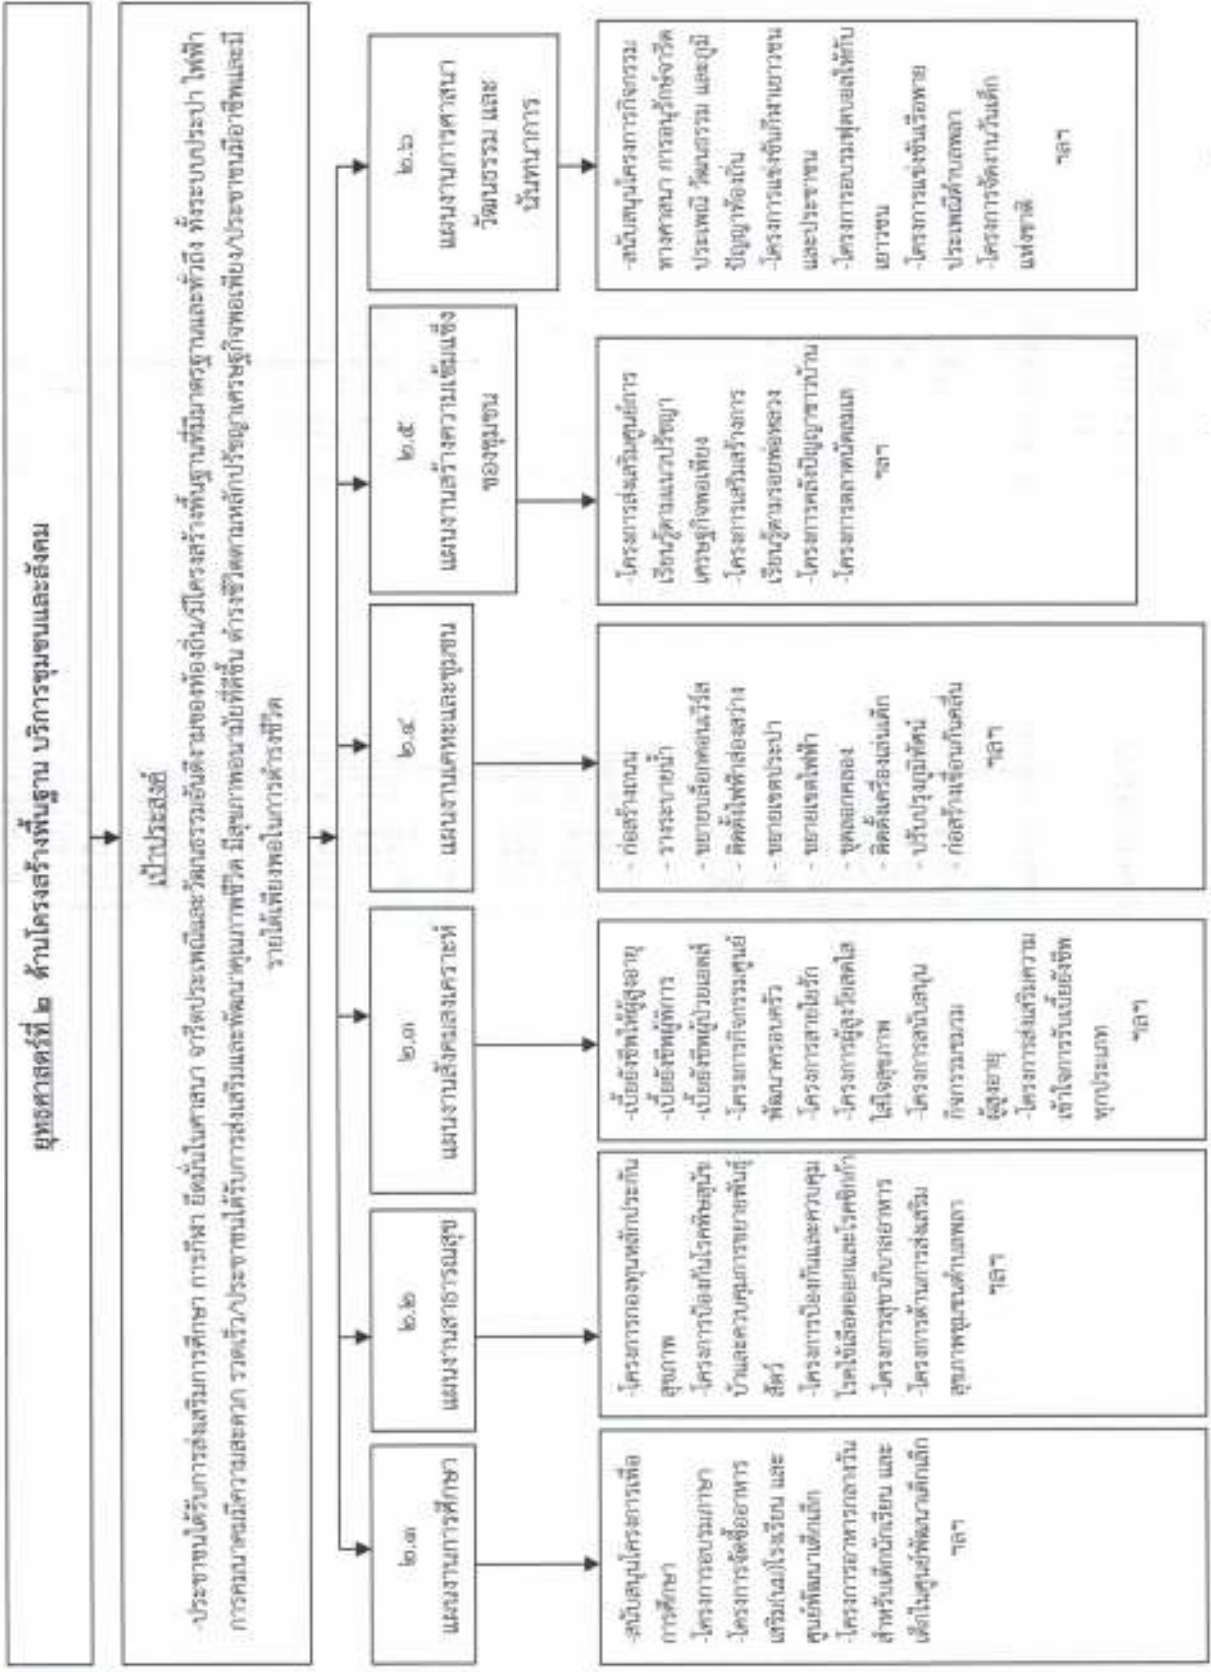 ยุทธศาสตร์ที่ ๒ ด้านโครงสร้างพื้นฐาน บริการชุมชนและสังคม
เป้าประสงค์
-ประชาชนได้รับการส่งเสริมการศึกษา การกีฬา ยึดมั่นในศาสนา จารีตประเพณีและวัฒนธรรมอันดีงามของท้องถิ่น/มีโครงสร้างพื้นฐานที่มีมาตรฐานและทั่วถึง ทั้งระบบประปา ไฟฟ้า
การคมนาคมมีความสะดวก รวดเร็ว/ประชาชนได้รับการส่งเสริมและพัฒนาคุณภาพชีวิต มีสุขภาพอนามัยที่ดีขึ้น ดำรงชีวิตตามหลักปรัชญาเศรษฐกิจพอเพียง/ประชาชนมีอาชีพและมี
รายได้เพียงพอในการดำรงชีวิต
๒.๑
แผนงานการศึกษา
-สนับสนุนโครงการเพื่อ
การศึกษา
-โครงการอบรมภาษา
-โครงการจัดซื้ออาหาร
เสริม(นม)โรงเรียน และ
ศูนย์พัฒนาเด็กเล็ก
-โครงการอาหารกลางวัน
สำหรับเด็กนักเรียน และ
เด็กในศูนย์พัฒนาเด็กเล็ก
ฯลฯ
๒.๒
แผนงานสาธารณสุข
-โครงการกองทุนหลักประกัน
สุขภาพ
-โครงการป้องกันโรคพิษสุนัข
บ้าและควบคุมการขยายพันธุ์
สัตว์
-โครงการป้องกันและควบคุม
โรคไข้เลือดออกและโรคชิกุนกุ
-โครงการสุขาภิบาลอาหาร
-โครงการด้านการส่งเสริม
สุขภาพชุมชนตำบลพลา
ฯลฯ
๒.๓
แผนงานสังคมสงเคราะห์
-เบี้ยยังชีพให้ผู้สูงอายุ
-เบี้ยยังชีพผู้พิการ
-เบี้ยยังชีพผู้ป่วยเอดส์
-โครงการกิจกรรมศูนย์
พัฒนาครอบครัว
-โครงการสายใยรัก
-โครงการผู้สูงวัยสดใส
ใส่ใจสุขภาพ
-โครงการสนับสนุน
กิจกรรมชมรม
ผู้สูงอายุ
-โครงการส่งเสริมความ
เข้าใจการรับเบี้ยยังชีพ
ทุกประเภท
ฯลฯ
๒.๔
แผนงานเคหะและชุมชน
- ก่อสร้างถนน
- วางระบายน้ำ
- ขยายบล็อกคอนเวิร์ส
- ติดตั้งไฟฟ้าส่องสว่าง
- ขยายเขตประปา
- ขยายเขตไฟฟ้า
- ขุดลอกคลอง
- ติดตั้งเครื่องเล่นเด็ก
- ปรับปรุงภูมิทัศน์
- ก่อสร้างเขื่อนกันคลื่น
ฯลฯ
๒.๕
แผนงานสร้างความเข้มแข็ง
ของชุมชน
-โครงการส่งเสริมศูนย์การ
เรียนรู้ตามแนวปรัชญา
เศรษฐกิจพอเพียง
-โครงการเสริมสร้างการ
เรียนรู้ตามรอยพ่อหลวง
-โครงการคลังปัญญาชาวบ้าน
-โครงการตลาดนัดถนนเก
ฯลฯ
๒.๖
แผนงานการศาสนา
วัฒนธรรม และ
นันทนาการ
-สนับสนุนโครงการกิจกรรม
ทางศาสนา การอนุรักษ์จารีต
ประเพณี วัฒนธรรม และภูมิ
ปัญญาท้องถิ่น
-โครงการแข่งขันกีฬาเยาวชน
และประชาชน
-โครงการอบรมฟุตบอลให้กับ
เยาวชน
-โครงการแข่งขันเรือพาย
ประเพณีตำบลพลา
-โครงการจัดงานวันเด็ก
แห่งชาติ
ฯลฯ